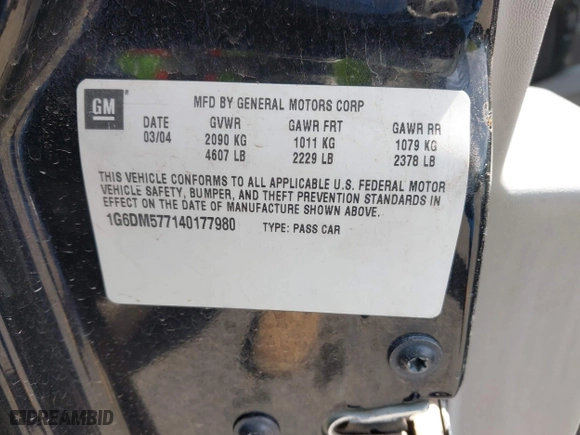 GM
MFD BY GENERAL MOTORS CORP
DATE GVWR GAWR FRT GAWR RR
03/04 2090 KG 1011 KG 1079 KG
4607 LB 2229 LB 2378 LB
THIS VEHICLE CONFORMS TO ALL APPLICABLE U.S. FEDERAL MOTOR
VEHICLE SAFETY, BUMPER, AND THEFT PREVENTION STANDARDS IN
EFFECT ON THE DATE OF MANUFACTURE SHOWN ABOVE.
1G6DM577140177980 TYPE: PASS CAR
DREAMBID